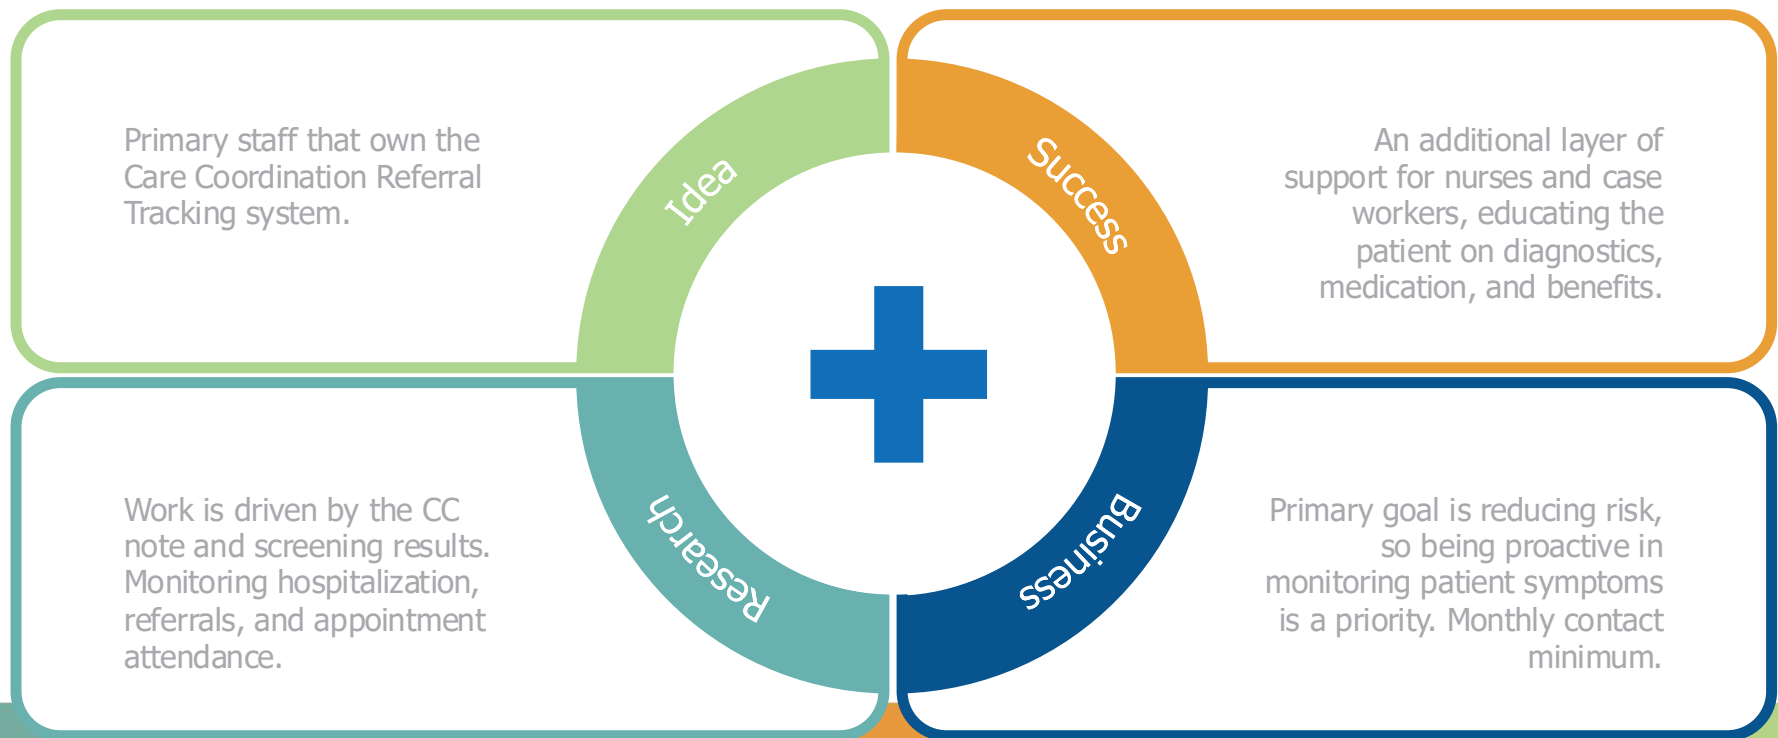 Primary staff that own the
Care Coordination Referral
Tracking system.
Idea
Success
An additional layer of
support for nurses and case
workers, educating the
patient on diagnostics,
medication, and benefits.
Work is driven by the CC
note and screening results.
Monitoring hospitalization,
referrals, and appointment
attendance.
Research
Business
Primary goal is reducing risk,
so being proactive in
monitoring patient symptoms
is a priority. Monthly contact
minimum.